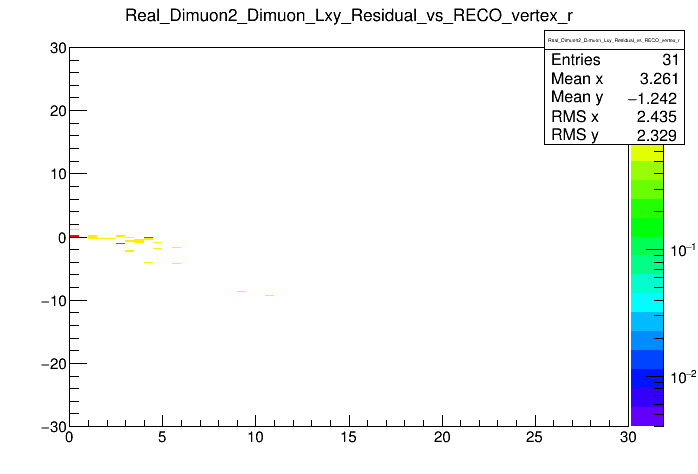 Real_Dimuon2_Dimuon_Lxy_Residual_vs_RECO_vertex_r
Real_Dimuon2_Dimuon_Lxy_Residual_vs_RECO_vertex_r
Entries 31
Mean x 3.261
Mean y −1.242
RMS x 2.435
RMS y 2.329
30
20
10
0
−10
−20
−30
0 5 10 15 20 25 30
10−1
10−2